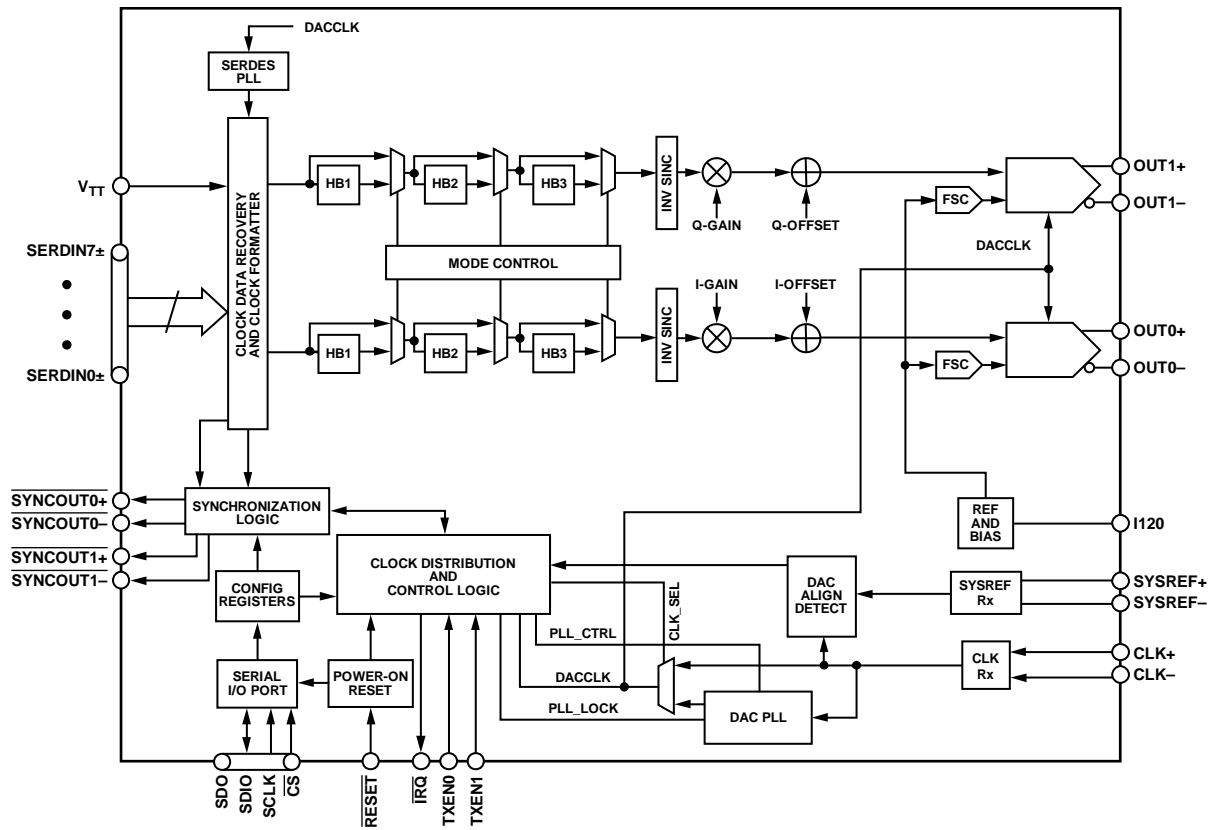 DACCLK
SERDES
PLL
VTT
SERDIN7±
SERDIN0±
CLOCK DATA RECOVERY
AND CLOCK FORMATTER
HB1
HB2
HB3
INV SINC
Q-GAIN
Q-OFFSET
FSC
OUT1+
OUT1–
DACCLK
MODE CONTROL
I-GAIN
I-OFFSET
HB1
HB2
HB3
INV SINC
FSC
OUT0+
OUT0–
SYNCOUT0+
SYNCOUT0–
SYNCOUT1+
SYNCOUT1–
SYNCHRONIZATION
LOGIC
CONFIG
REGISTERS
CLOCK DISTRIBUTION
AND
CONTROL LOGIC
REF
AND
BIAS
I120
DAC
ALIGN
DETECT
SYSREF
Rx
SYSREF+
SYSREF–
CLK_SEL
PLL_CTRL
DACCLK
PLL_LOCK
DAC PLL
CLK
Rx
CLK+
CLK–
SERIAL
I/O PORT
POWER-ON
RESET
SDO
SDIO
SCLK
CS
RESET
IRQ
TXEN0
TXEN1